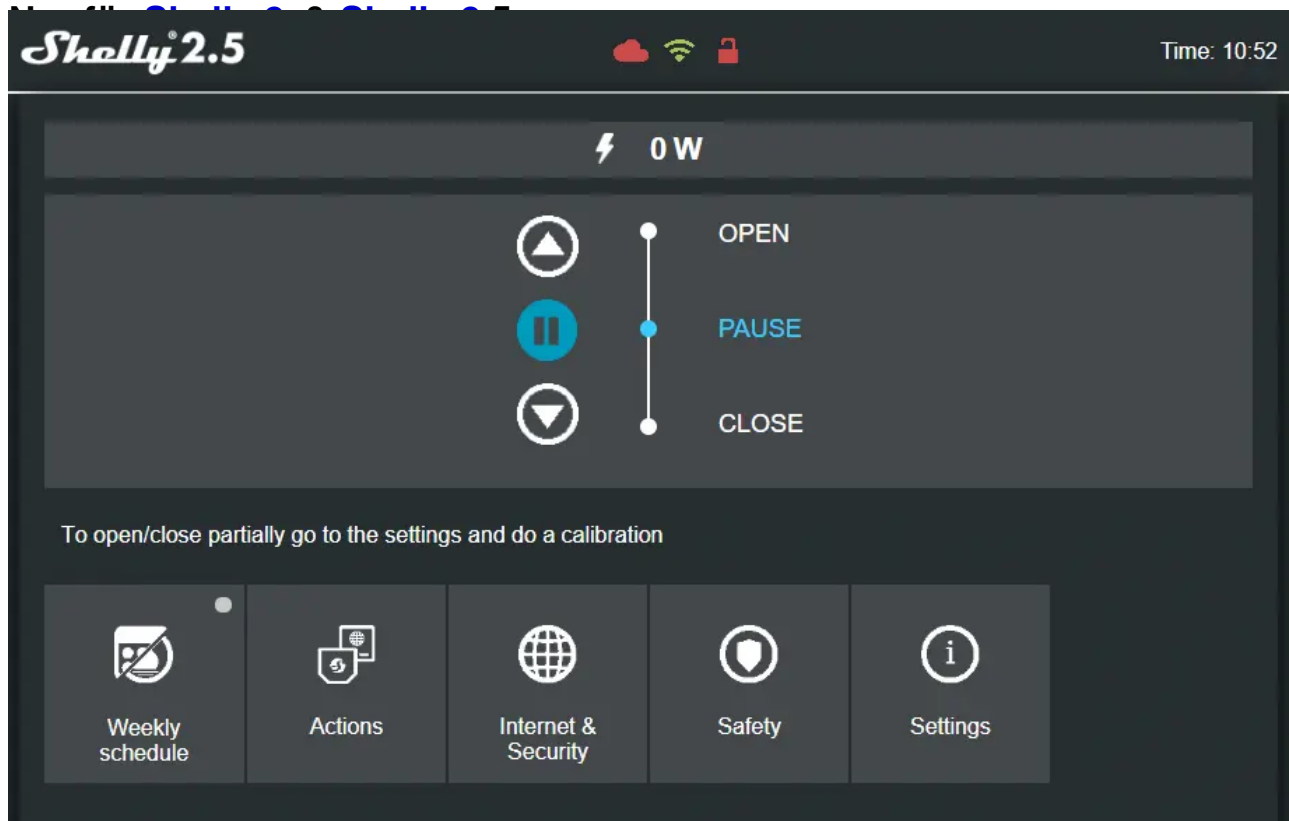 Shelly® 2.5
Time: 10:52
0 W
OPEN
PAUSE
CLOSE
To open/close partially go to the settings and do a calibration
Weekly
schedule
Actions
Internet &
Security
Safety
Settings